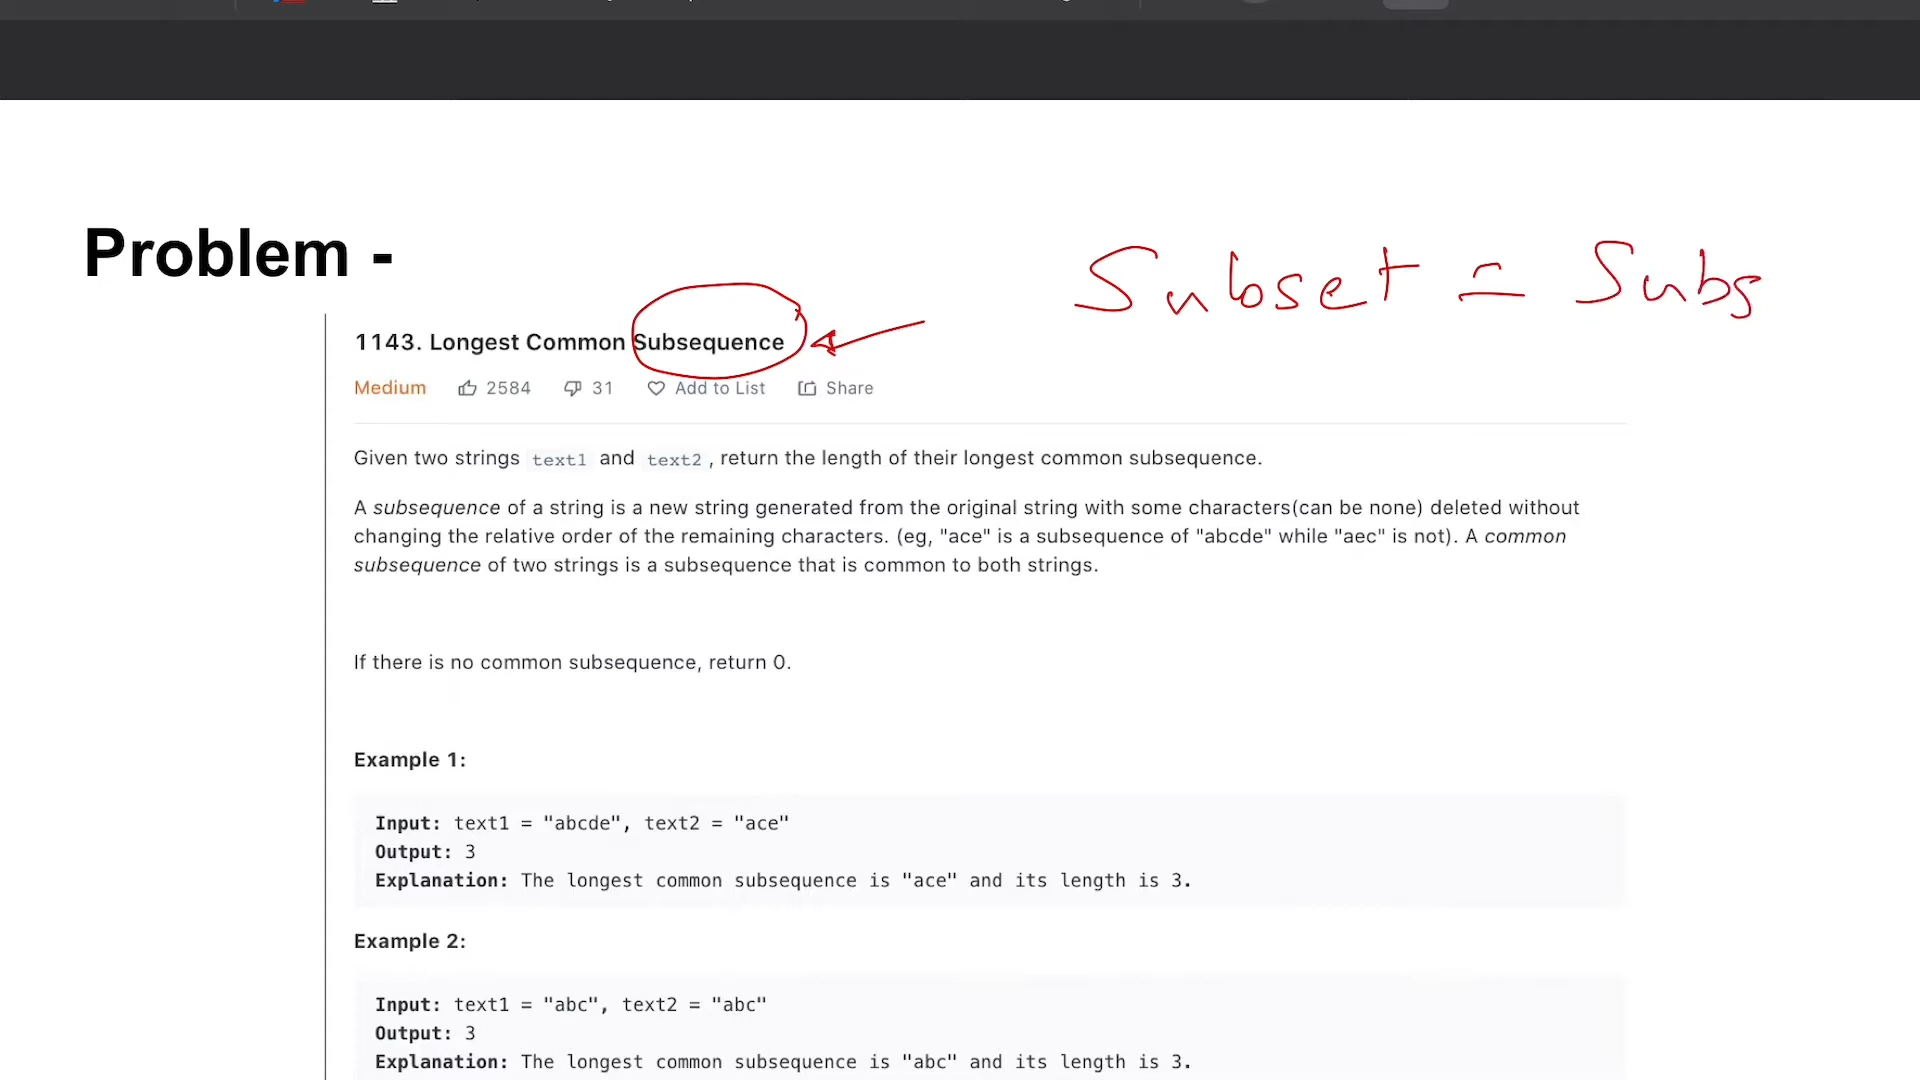 Problem -
Subset = Subs
1143. Longest Common Subsequence
Medium 2584 31 Add to List Share
Given two strings text1 and text2 , return the length of their longest common subsequence.
A subsequence of a string is a new string generated from the original string with some characters(can be none) deleted without
changing the relative order of the remaining characters. (eg, "ace" is a subsequence of "abcde" while "aec" is not). A common
subsequence of two strings is a subsequence that is common to both strings.
If there is no common subsequence, return 0.
Example 1:
Input: text1 = "abcde", text2 = "ace"
Output: 3
Explanation: The longest common subsequence is "ace" and its length is 3.
Example 2:
Input: text1 = "abc", text2 = "abc"
Output: 3
Explanation: The longest common subsequence is "abc" and its length is 3.